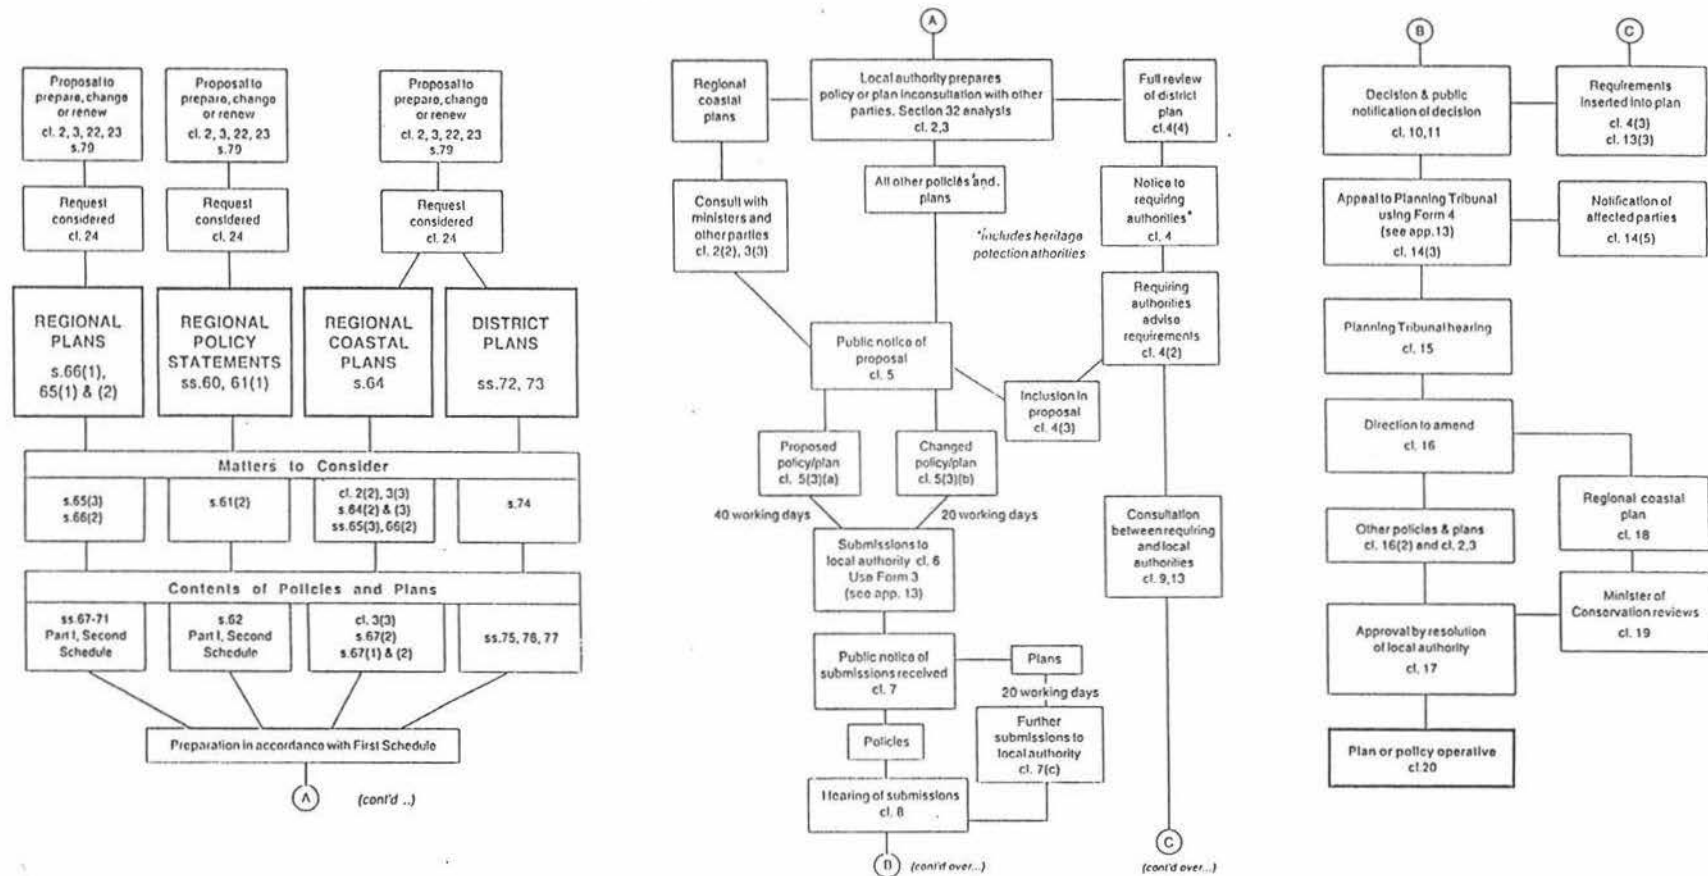 Proposal to
prepare, change
or renew
cl. 2, 3, 22, 23
s.79
Proposal to
prepare, change
or renew
cl. 2, 3, 22, 23
s.79
Proposal to
prepare, change
or renew
cl. 2, 3, 22, 23
s.79
Request
considered
cl. 24
Request
considered
cl. 24
Request
considered
cl. 24
REGIONAL
PLANS
s.66(1),
65(1) & (2)
REGIONAL
POLICY
STATEMENTS
ss.60, 61(1)
REGIONAL
COASTAL
PLANS
s.64
DISTRICT
PLANS
ss.72, 73
Matters to Consider
s.65(3)
s.66(2)
s.61(2)
cl. 2(2), 3(3)
s.64(2) & (3)
ss.65(3), 66(2)
s.74
Contents of Policies and Plans
ss.67-71
Part I, Second
Schedule
s.62
Part I, Second
Schedule
cl. 3(3)
s.67(2)
s.67(1) & (2)
ss.75, 76, 77
Preparation in accordance with First Schedule
A
(cont'd ..)
A
Regional
coastal
plans
Local authority prepares
policy or plan inconsultation with other
parties. Section 32 analysis
cl. 2,3
Full review
of district
plan
cl.4(4)
Consult with
ministers and
other parties
cl. 2(2), 3(3)
All other policies and.
plans
Notice to
requiring
authorities*
cl. 4
*includes heritage
potection athorities
Requiring
authorities
advise
requirements
cl. 4(2)
Public notice of
proposal
cl. 5
Inclusion in
proposal
cl. 4(3)
Proposed
policy/plan
cl. 5(3)(a)
Changed
policy/plan
cl. 5(3)(b)
40 working days
20 working days
Submissions to
local authority cl. 6
Use Form 3
(see app. 13)
Consultation
between requiring
and local
authorities
cl. 9,13
Public notice of
submissions received
cl. 7
Plans
20 working days
Policies
Further
submissions to
local authority
cl. 7(c)
Hearing of submissions
cl. 8
B
(cont'd over...)
C
(cont'd over...)
B
C
Decision & public
notification of decision
cl. 10,11
Requirements
inserted into plan
cl. 4(3)
cl. 13(3)
Appeal to Planning Tribunal
using Form 4
(see app.13)
cl. 14(3)
Notification of
affected parties
cl. 14(5)
Planning Tribunal hearing
cl. 15
Direction to amend
cl. 16
Regional coastal
plan
cl. 18
Other policies & plans
cl. 16(2) and cl. 2,3
Minister of
Conservation reviews
cl. 19
Approval by resolution
of local authority
cl. 17
Plan or policy operative
cl.20